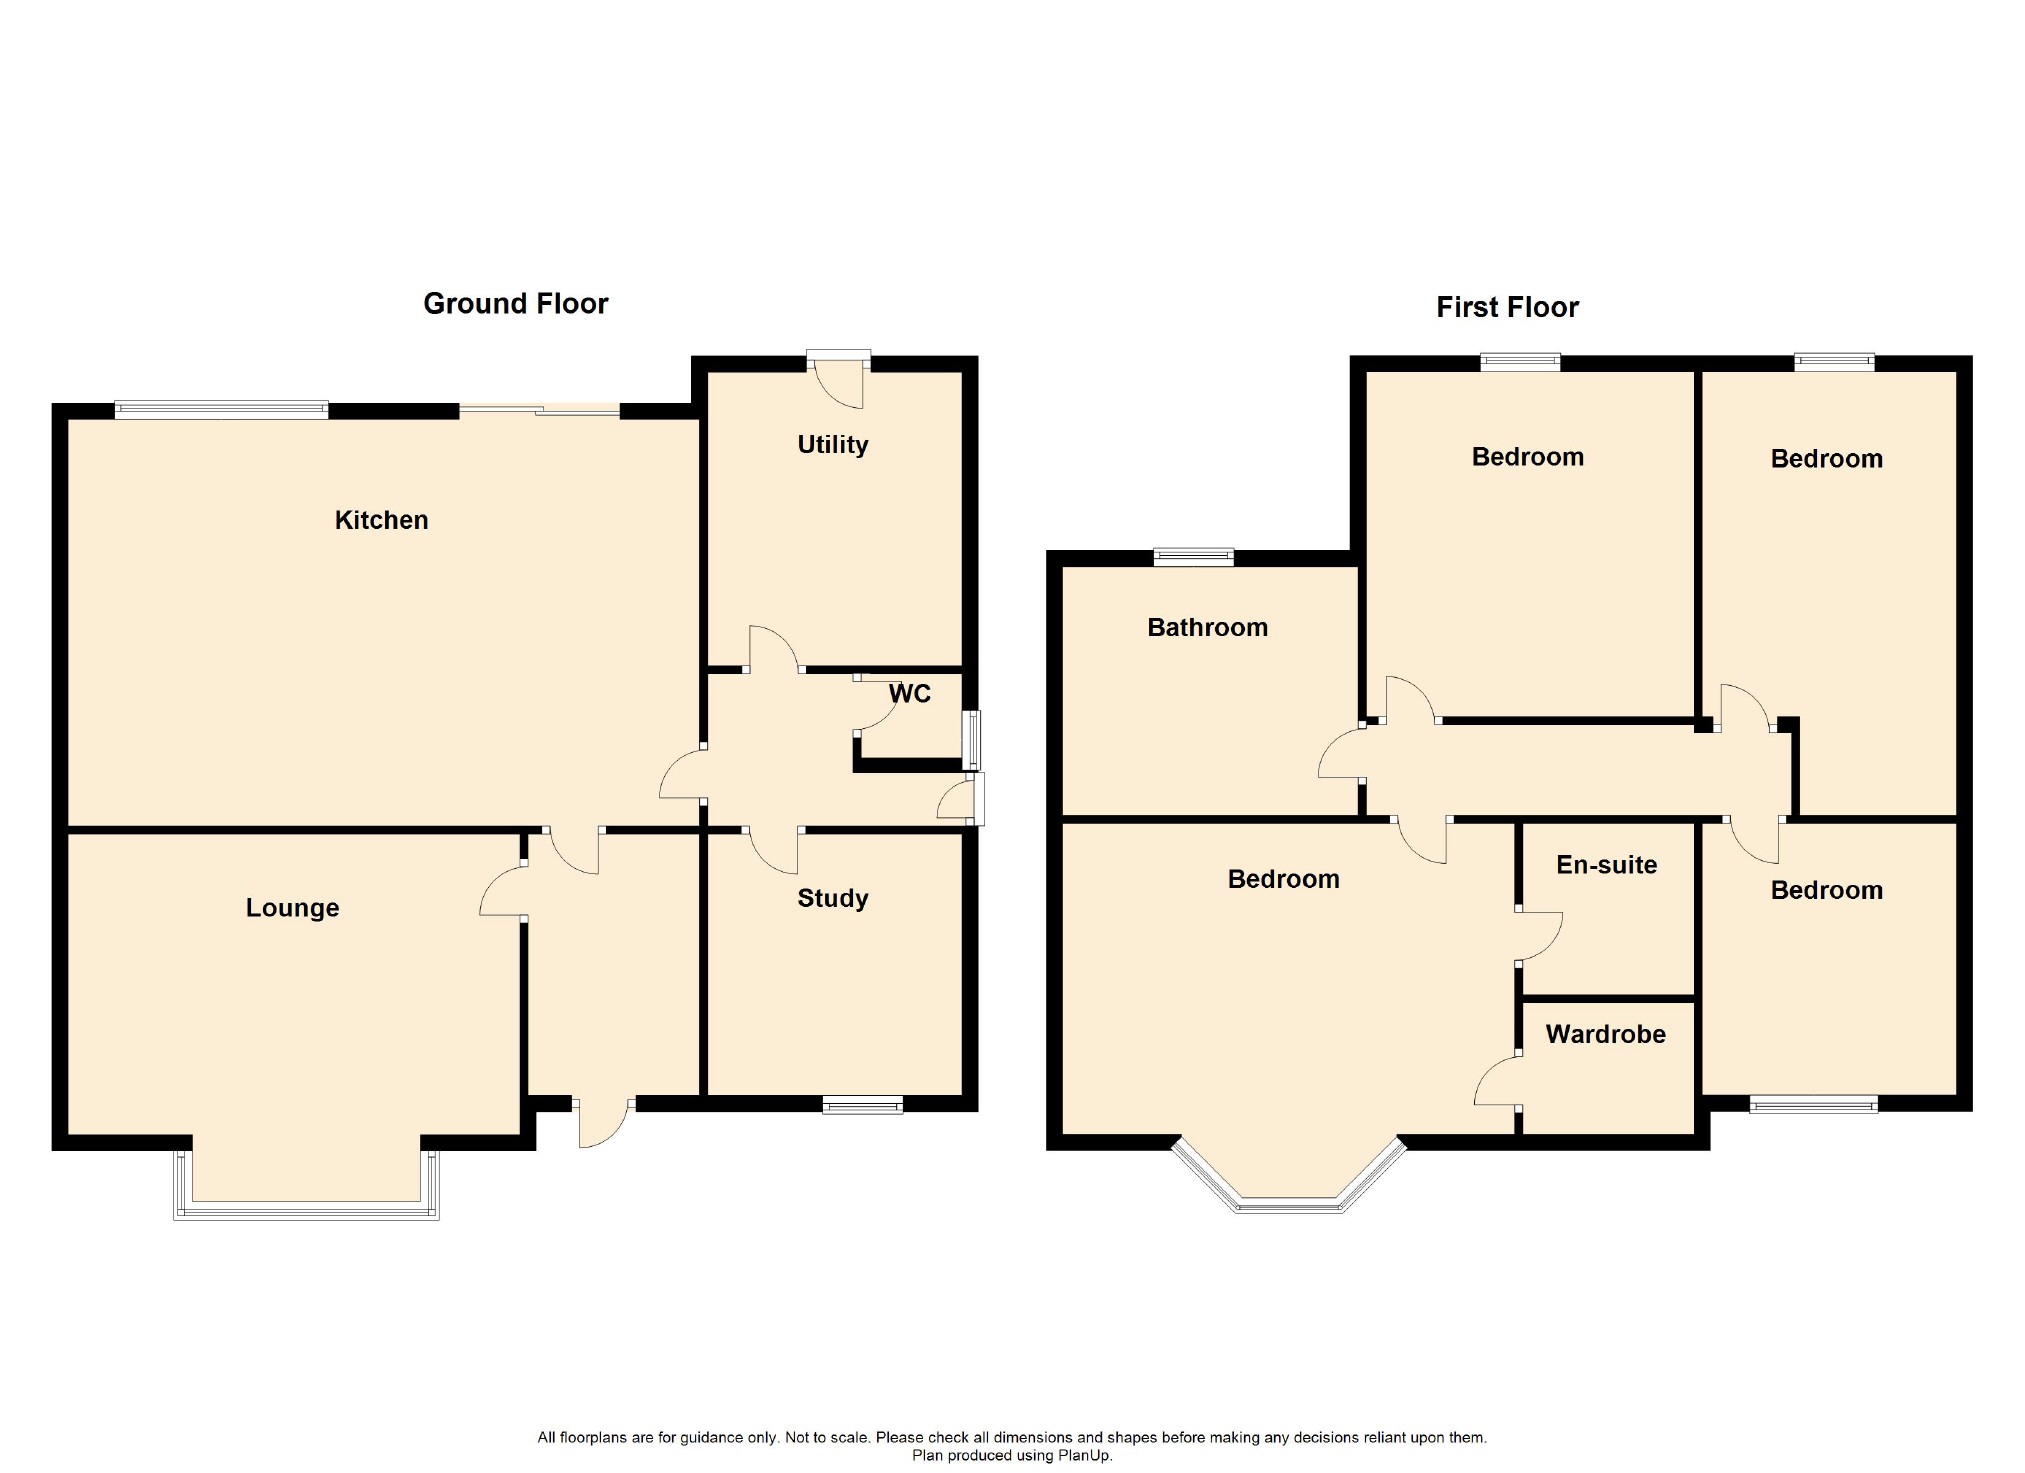 Ground Floor
First Floor
Utility
Kitchen
WC
Lounge
Study
Bedroom
Bedroom
Bathroom
Bedroom
En-suite
Bedroom
Wardrobe
All floorplans are for guidance only. Not to scale. Please check all dimensions and shapes before making any decisions reliant upon them.
Plan produced using PlanUp.